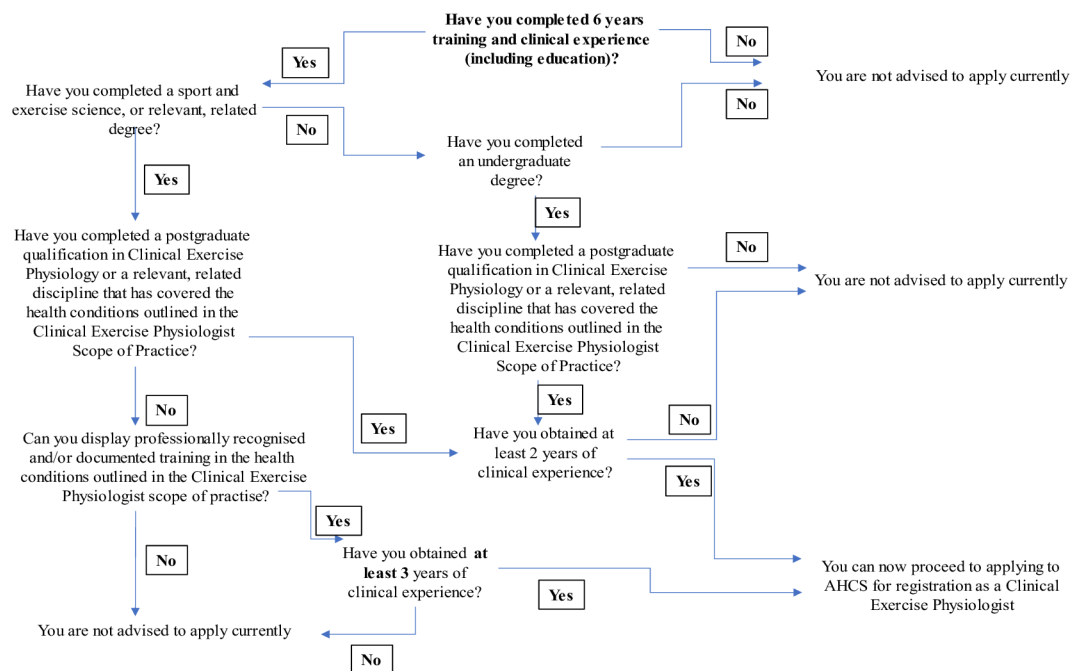 Have you completed 6 years
training and clinical experience
(including education)?
No
Yes
You are not advised to apply currently
Have you completed a sport and
exercise science, or relevant, related
degree?
No
No
Have you completed
an undergraduate
degree?
Yes
Yes
Have you completed a postgraduate
qualification in Clinical Exercise
Physiology or a relevant, related
discipline that has covered the
health conditions outlined in the
Clinical Exercise Physiologist
Scope of Practice?
Have you completed a postgraduate
qualification in Clinical Exercise
Physiology or a relevant, related
discipline that has covered the
health conditions outlined in the
Clinical Exercise Physiologist
Scope of Practice?
No
You are not advised to apply currently
No
Yes
Yes
No
Can you display professionally recognised
and/or documented training in the health
conditions outlined in the Clinical Exercise
Physiologist scope of practise?
Have you obtained at
least 2 years of
clinical experience?
Yes
Yes
No
Have you obtained at
least 3 years of
clinical experience?
Yes
You can now proceed to applying to
AHCS for registration as a Clinical
Exercise Physiologist
You are not advised to apply currently
No